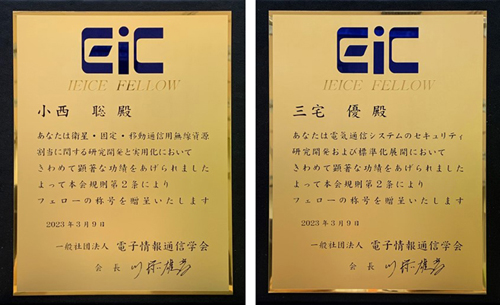 EiC
IEICE FELLOW
小西 聡 殿
あなたは衛星・固定・移動通信用無線資源
割当に関する研究開発と実用化において
きわめて顕著な功績をあげられました
よって本会規則第2条により
フェローの称号を贈呈いたします
2023年3月9日
一般社団法人 電子情報通信学会
会長
EiC
IEICE FELLOW
三宅 優 殿
あなたは電気通信システムのセキュリティ
研究開発および標準化展開において
きわめて顕著な功績をあげられました
よって本会規則第2条により
フェローの称号を贈呈いたします
2023年3月9日
一般社団法人 電子情報通信学会
会長